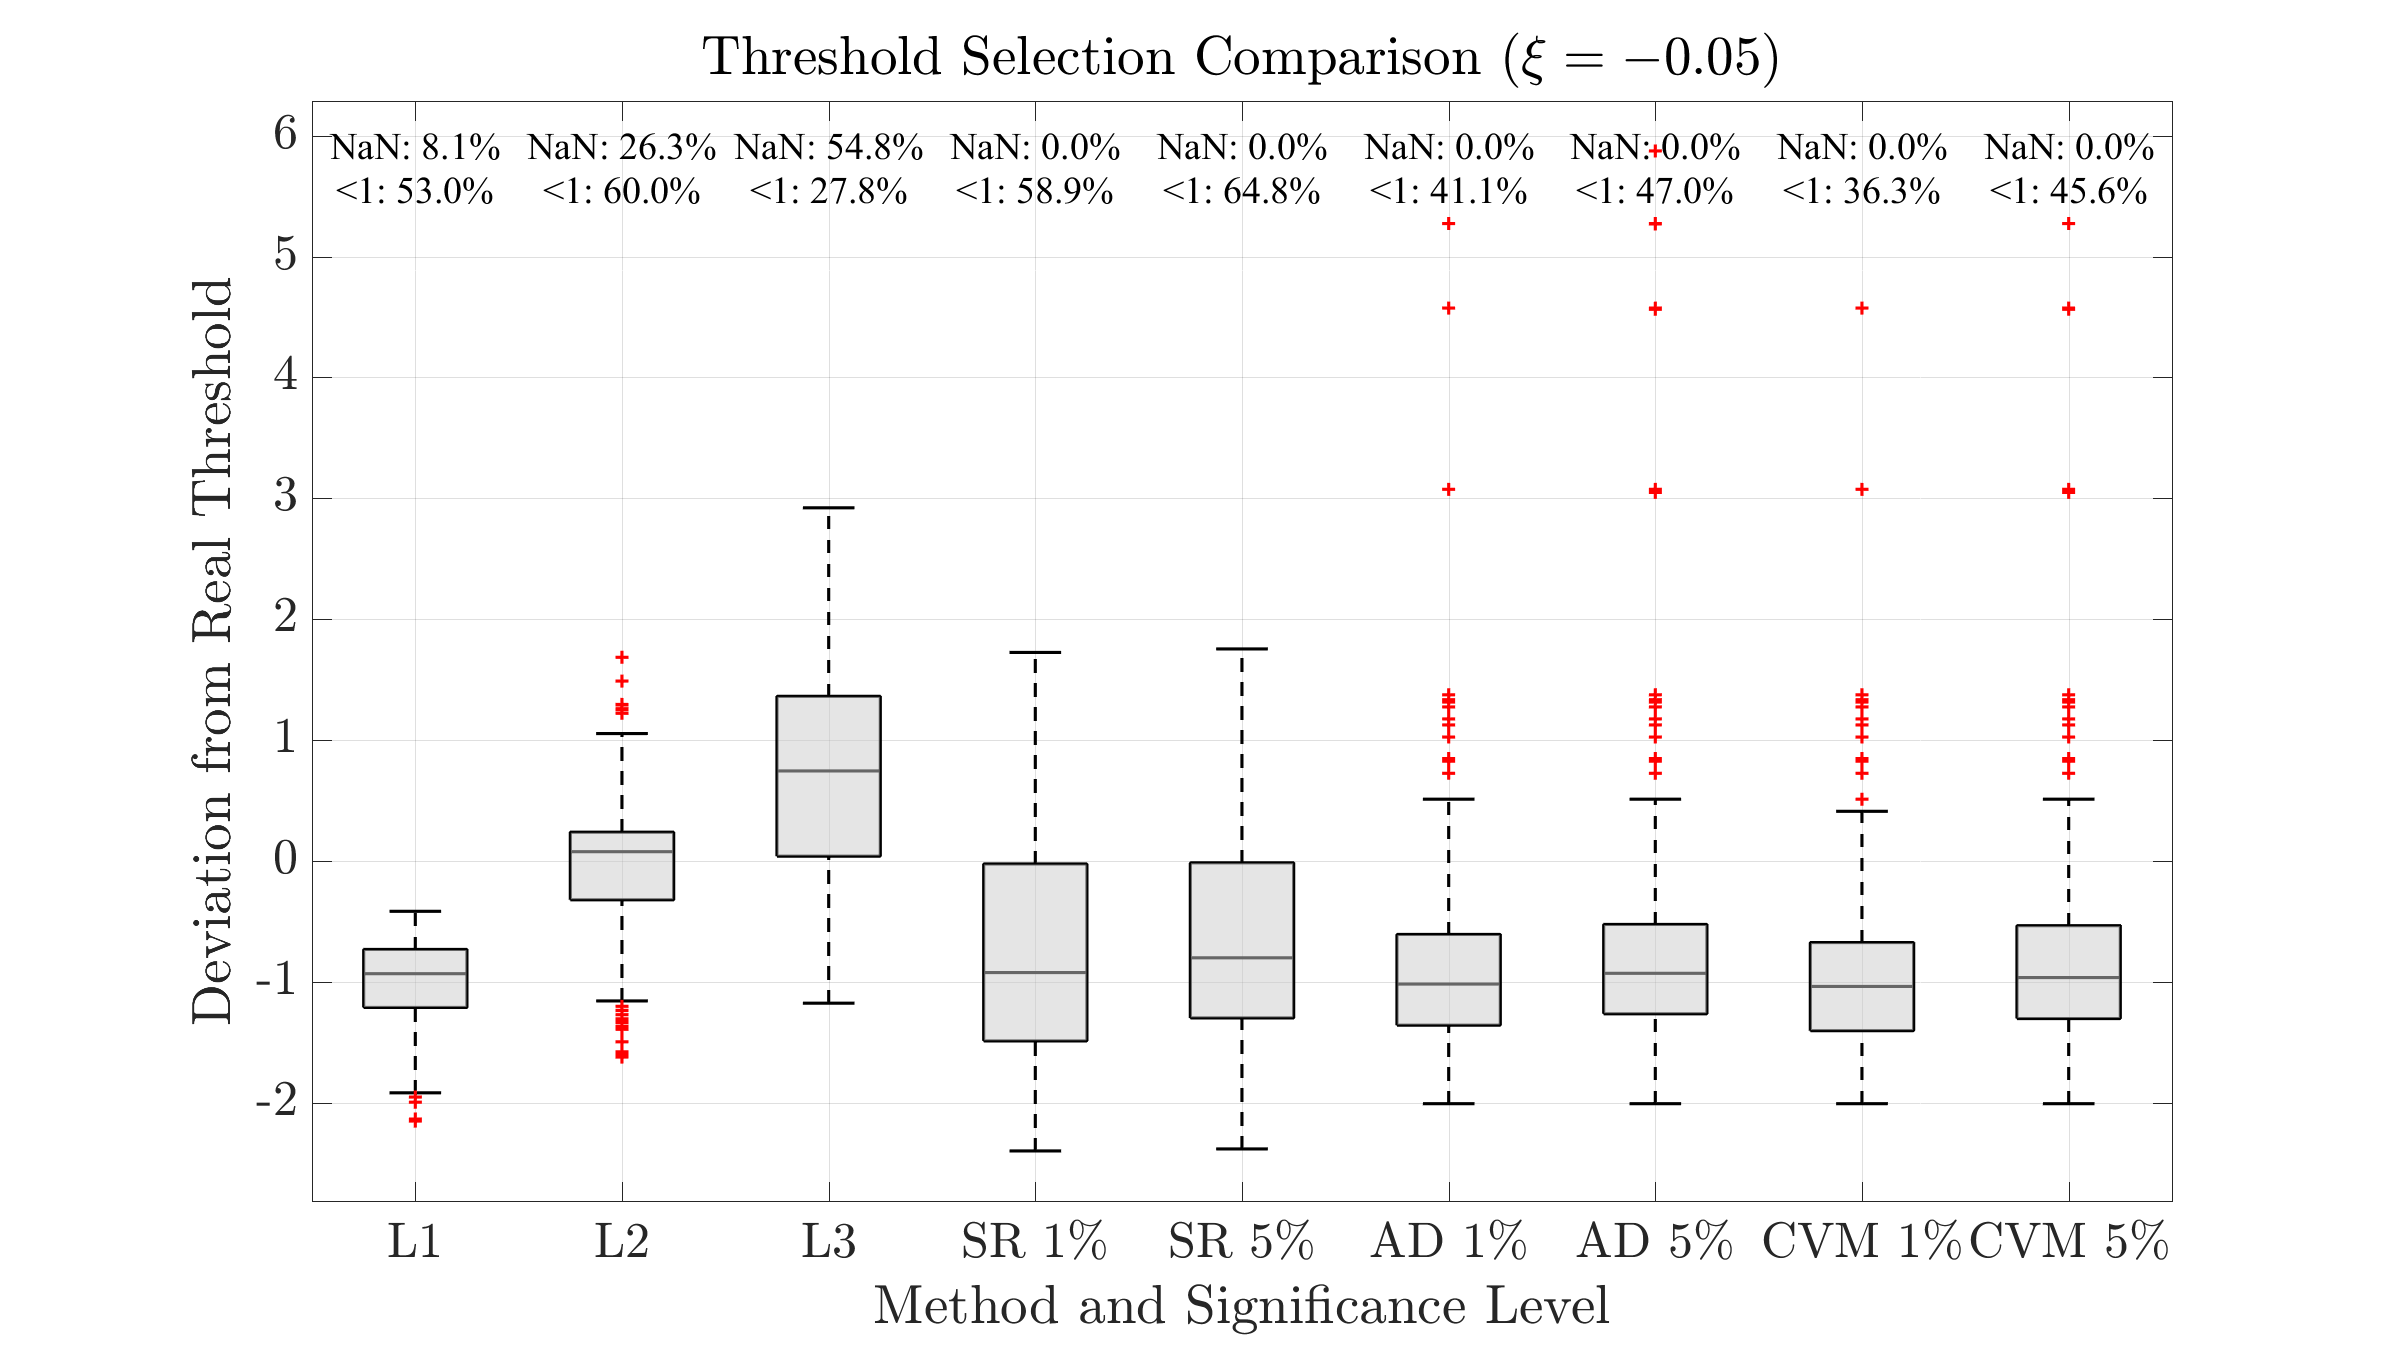 Threshold Selection Comparison (ξ = −0.05)
NaN: 8.1% NaN: 26.3% NaN: 54.8% NaN: 0.0% NaN: 0.0% NaN: 0.0% NaN: 0.0% NaN: 0.0% NaN: 0.0%
<1: 53.0% <1: 60.0% <1: 27.8% <1: 58.9% <1: 64.8% <1: 41.1% <1: 47.0% <1: 36.3% <1: 45.6%
6
5
4
3
2
1
0
-1
-2
Deviation from Real Threshold
L1 L2 L3 SR 1% SR 5% AD 1% AD 5% CVM 1% CVM 5%
Method and Significance Level